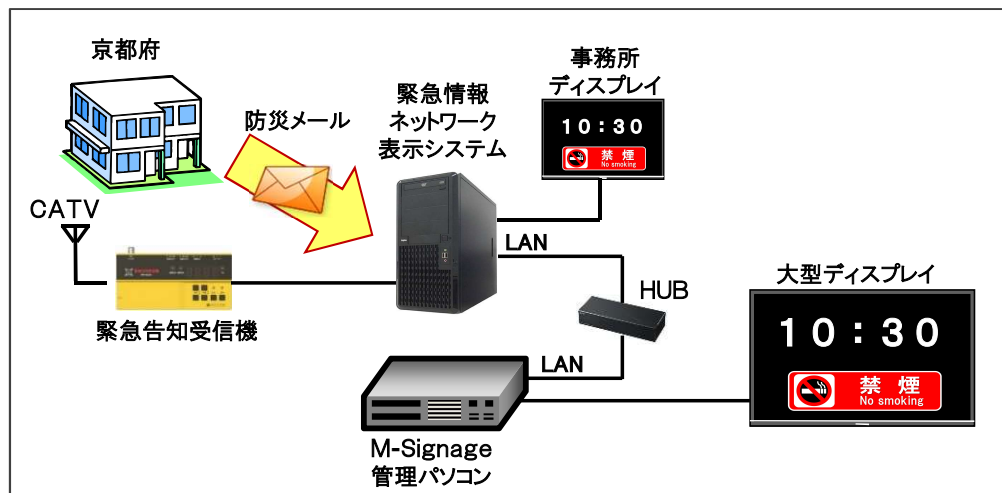 京都府
防災メール
緊急情報
ネットワーク
表示システム
事務所
ディスプレイ
10:30
禁煙
No smoking
CATV
緊急告知受信機
LAN
HUB
大型ディスプレイ
10:30
禁 煙
No smoking
LAN
M-Signage
管理パソコン